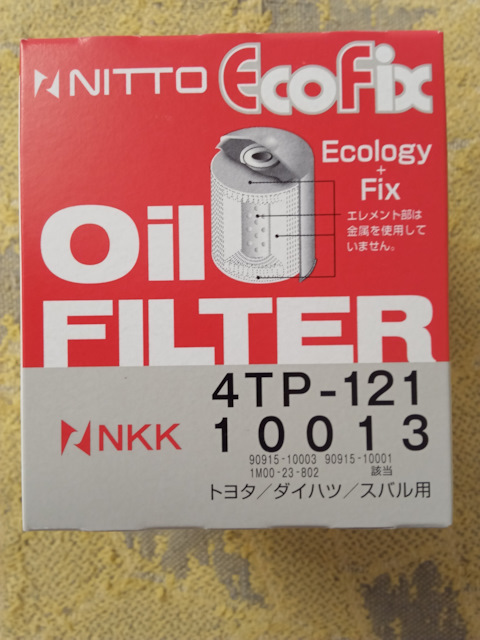 NITTO EcoFix
Ecology
+
Fix
エレメント部は
金属を使用して
いません。
Oil
FILTER
4TP-121
NKK 10013
90915-10003 90915-10001
1M00-23-802 該当
トヨタ/ダイハツ/スバル用